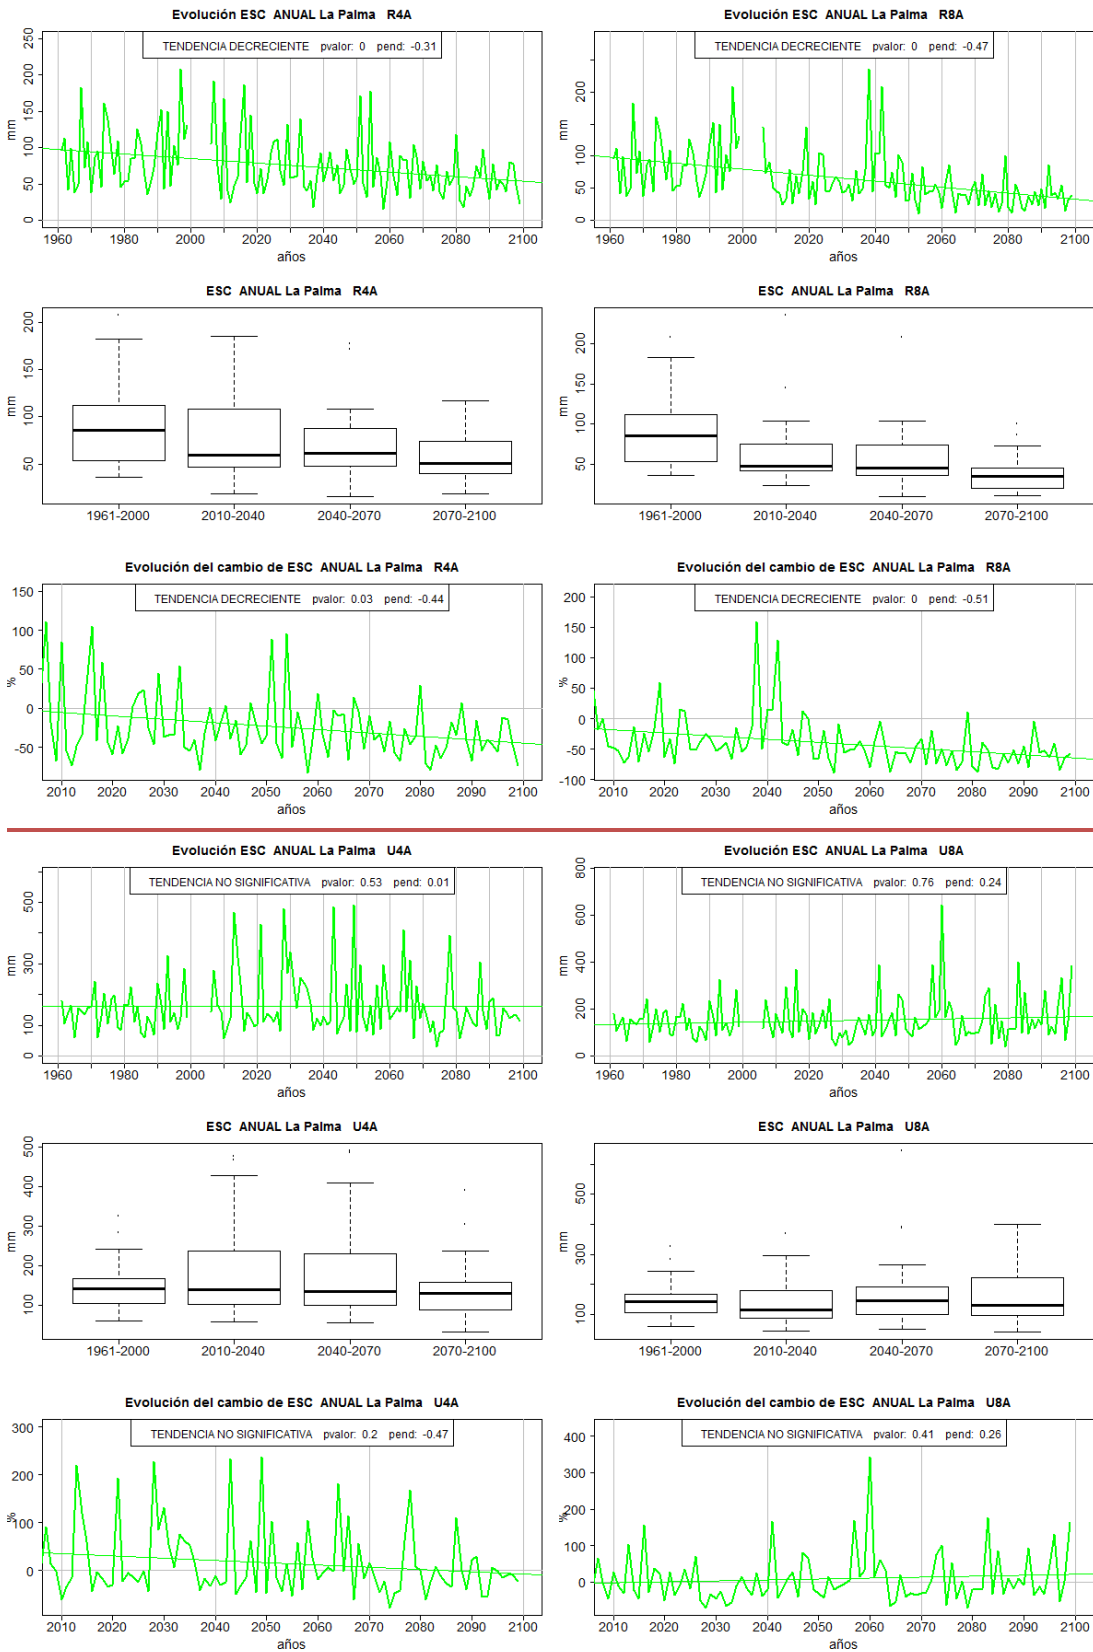 Evolución ESC ANUAL La Palma R4A
TENDENCIA DECRECIENTE pvalor: 0 pend: -0.31
mm
0 50 100 150 200 250
1960 1980 2000 2020 2040 2060 2080 2100
años
Evolución ESC ANUAL La Palma R8A
TENDENCIA DECRECIENTE pvalor: 0 pend: -0.47
mm
0 50 100 200
1960 1980 2000 2020 2040 2060 2080 2100
años
ESC ANUAL La Palma R4A
mm
50 100 150 200
1961-2000 2010-2040 2040-2070 2070-2100
ESC ANUAL La Palma R8A
mm
50 100 150 200
1961-2000 2010-2040 2040-2070 2070-2100
Evolución del cambio de ESC ANUAL La Palma R4A
TENDENCIA DECRECIENTE pvalor: 0.03 pend: -0.44
%
150
100
50
0
-50
2010 2020 2030 2040 2050 2060 2070 2080 2090 2100
años
Evolución del cambio de ESC ANUAL La Palma R8A
TENDENCIA DECRECIENTE pvalor: 0 pend: -0.51
%
200
150
100
50
0
-50
-100
2010 2020 2030 2040 2050 2060 2070 2080 2090 2100
años
Evolución ESC ANUAL La Palma U4A
TENDENCIA NO SIGNIFICATIVA pvalor: 0.53 pend: 0.01
mm
0 100 300 500
1960 1980 2000 2020 2040 2060 2080 2100
años
Evolución ESC ANUAL La Palma U8A
TENDENCIA NO SIGNIFICATIVA pvalor: 0.76 pend: 0.24
mm
0 200 400 600 800
1960 1980 2000 2020 2040 2060 2080 2100
años
ESC ANUAL La Palma U4A
mm
100 200 300 400 500
1961-2000 2010-2040 2040-2070 2070-2100
ESC ANUAL La Palma U8A
mm
100 300 500
1961-2000 2010-2040 2040-2070 2070-2100
Evolución del cambio de ESC ANUAL La Palma U4A
TENDENCIA NO SIGNIFICATIVA pvalor: 0.2 pend: -0.47
%
300
200
100
0
2010 2020 2030 2040 2050 2060 2070 2080 2090 2100
años
Evolución del cambio de ESC ANUAL La Palma U8A
TENDENCIA NO SIGNIFICATIVA pvalor: 0.41 pend: 0.26
%
400
300
200
100
0
2010 2020 2030 2040 2050 2060 2070 2080 2090 2100
años